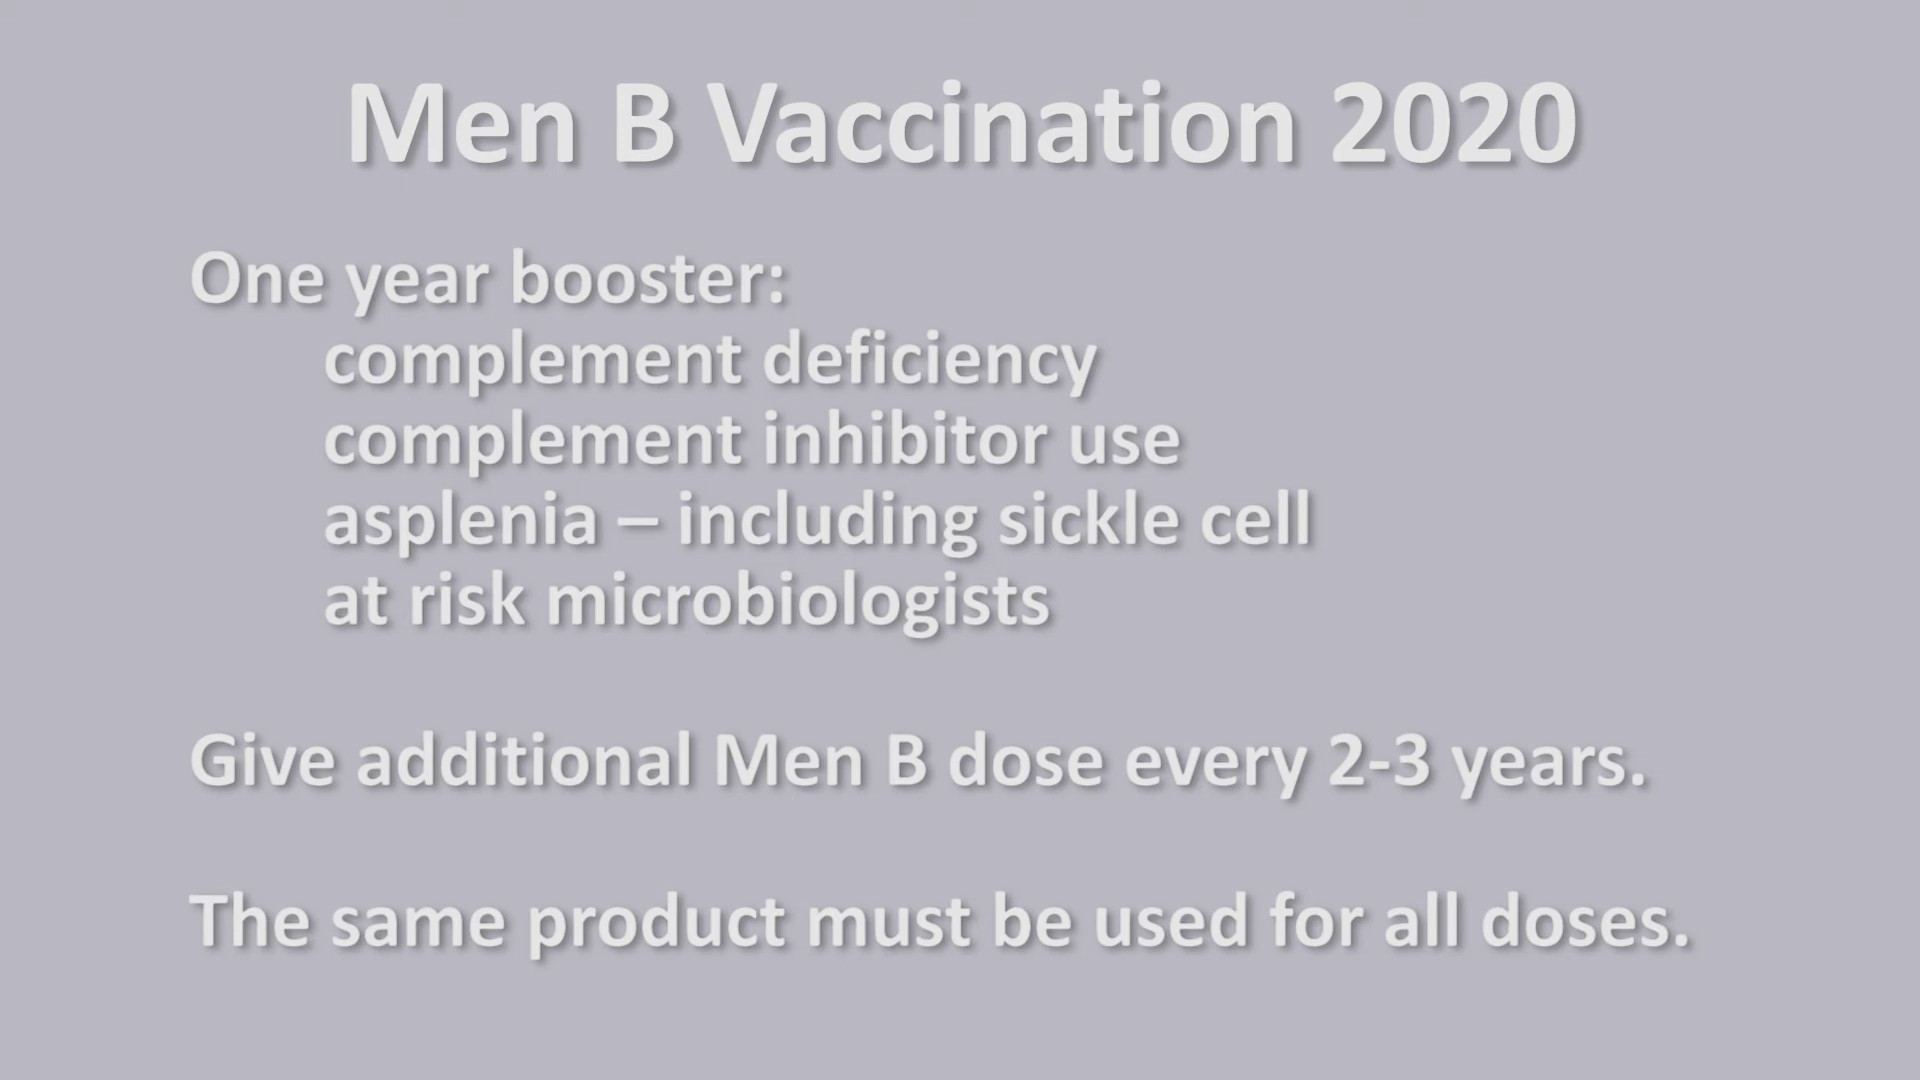 Men B Vaccination 2020
One year booster:
complement deficiency
complement inhibitor use
asplenia – including sickle cell
at risk microbiologists
Give additional Men B dose every 2-3 years.
The same product must be used for all doses.